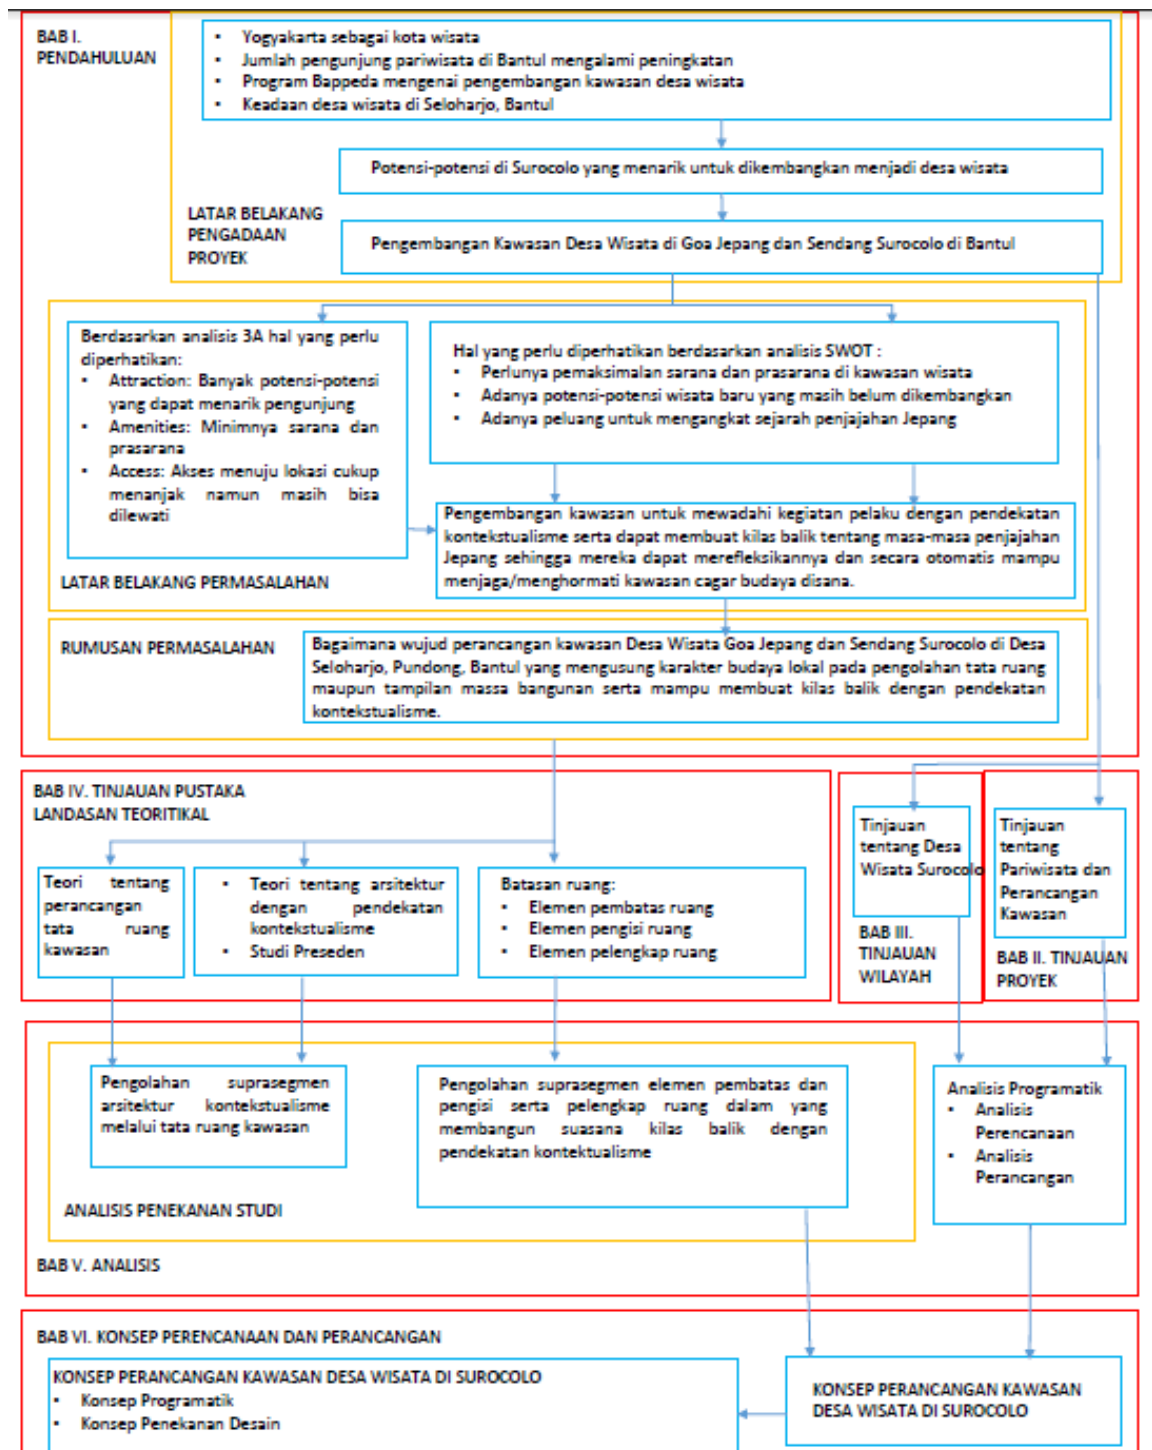 BAB I.
PENDAHULUAN
▪ Yogyakarta sebagai kota wisata
▪ Jumlah pengunjung pariwisata di Bantul mengalami peningkatan
▪ Program Bappeda mengenai pengembangan kawasan desa wisata
▪ Keadaan desa wisata di Seloharjo, Bantul
Potensi-potensi di Surocolo yang menarik untuk dikembangkan menjadi desa wisata
LATAR BELAKANG
PENGADAAN
PROYEK
Pengembangan Kawasan Desa Wisata di Goa Jepang dan Sendang Surocolo di Bantul
Berdasarkan analisis 3A hal yang perlu
diperhatikan:
• Attraction: Banyak potensi-potensi
yang dapat menarik pengunjung
• Amenities: Minimnya sarana dan
prasarana
• Access: Akses menuju lokasi cukup
menanjak namun masih bisa
dilewati
Hal yang perlu diperhatikan berdasarkan analisis SWOT :
• Perlunya pemaksimalan sarana dan prasarana di kawasan wisata
• Adanya potensi-potensi wisata baru yang masih belum dikembangkan
• Adanya peluang untuk mengangkat sejarah penjajahan Jepang
Pengembangan kawasan untuk mewadahi kegiatan pelaku dengan pendekatan
kontekstualisme serta dapat membuat kilas balik tentang masa-masa penjajahan
Jepang sehingga mereka dapat merefleksikannya dan secara otomatis mampu
menjaga/menghormati kawasan cagar budaya disana.
LATAR BELAKANG PERMASALAHAN
RUMUSAN PERMASALAHAN
Bagaimana wujud perancangan kawasan Desa Wisata Goa Jepang dan Sendang Surocolo di Desa
Seloharjo, Pundong, Bantul yang mengusung karakter budaya lokal pada pengolahan tata ruang
maupun tampilan massa bangunan serta mampu membuat kilas balik dengan pendekatan
kontekstualisme.
BAB IV. TINJAUAN PUSTAKA
LANDASAN TEORITIKAL
Teori tentang
perancangan
tata ruang
kawasan
• Teori tentang arsitektur
dengan pendekatan
kontekstualisme
• Studi Preseden
Batasan ruang:
• Elemen pembatas ruang
• Elemen pengisi ruang
• Elemen pelengkap ruang
Tinjauan
tentang Desa
Wisata Surocolo
BAB III.
TINJAUAN
WILAYAH
Tinjauan
tentang
Pariwisata dan
Perancangan
Kawasan
BAB II. TINJAUAN
PROYEK
Pengolahan suprasegmen
arsitektur kontekstualisme
melalui tata ruang kawasan
Pengolahan suprasegmen elemen pembatas dan
pengisi serta pelengkap ruang dalam yang
membangun suasana kilas balik dengan
pendekatan kontektualisme
Analisis Programatik
• Analisis
Perencanaan
• Analisis
Perancangan
ANALISIS PENEKANAN STUDI
BAB V. ANALISIS
BAB VI. KONSEP PERENCANAAN DAN PERANCANGAN
KONSEP PERANCANGAN KAWASAN DESA WISATA DI SUROCOLO
▪ Konsep Programatik
▪ Konsep Penekanan Desain
KONSEP PERANCANGAN KAWASAN
DESA WISATA DI SUROCOLO